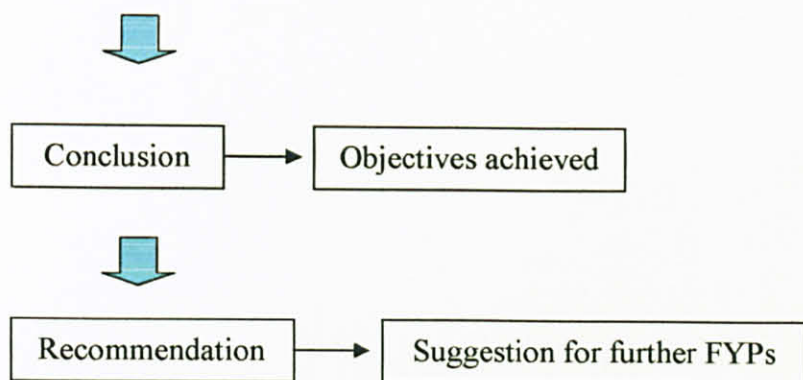 Conclusion
Objectives achieved
Recommendation
Suggestion for further FYPs